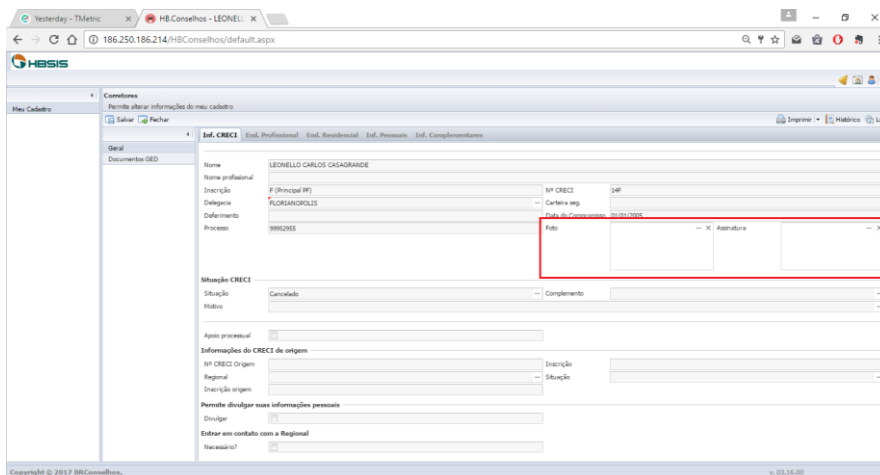 Yesterday - TMetric × HB.Conselhos - LEONELL ×
186.250.186.214/HBConselhos/default.aspx
HBSIS
Corretores
Meu Cadastro Permite alterar informações do meu cadastro
Salvar Fechar Imprimir Histórico
Inf. CRECI End. Profissional End. Residencial Inf. Pessoais Inf. Complementares
Geral
Documentos GED
Nome LEONELLO CARLOS CASAGRANDE
Nome profissional
Inscrição F (Principal PF) Nº CRECI 14F
Delegacia FLORIANOPOLIS Carteira seg.
Deferimento Data do Compromisso 01/01/2005
Processo 99952955 Foto Assinatura
Situação CRECI
Situação Cancelado Complemento
Motivo
Apoio processual
Informações do CRECI de origem
Nº CRECI Origem Inscrição
Regional Situação
Inscrição origem
Permite divulgar suas informações pessoais
Divulgar
Entrar em contato com a Regional
Necessário?
Copyright © 2017 BRConselhos. v. 03.16.00